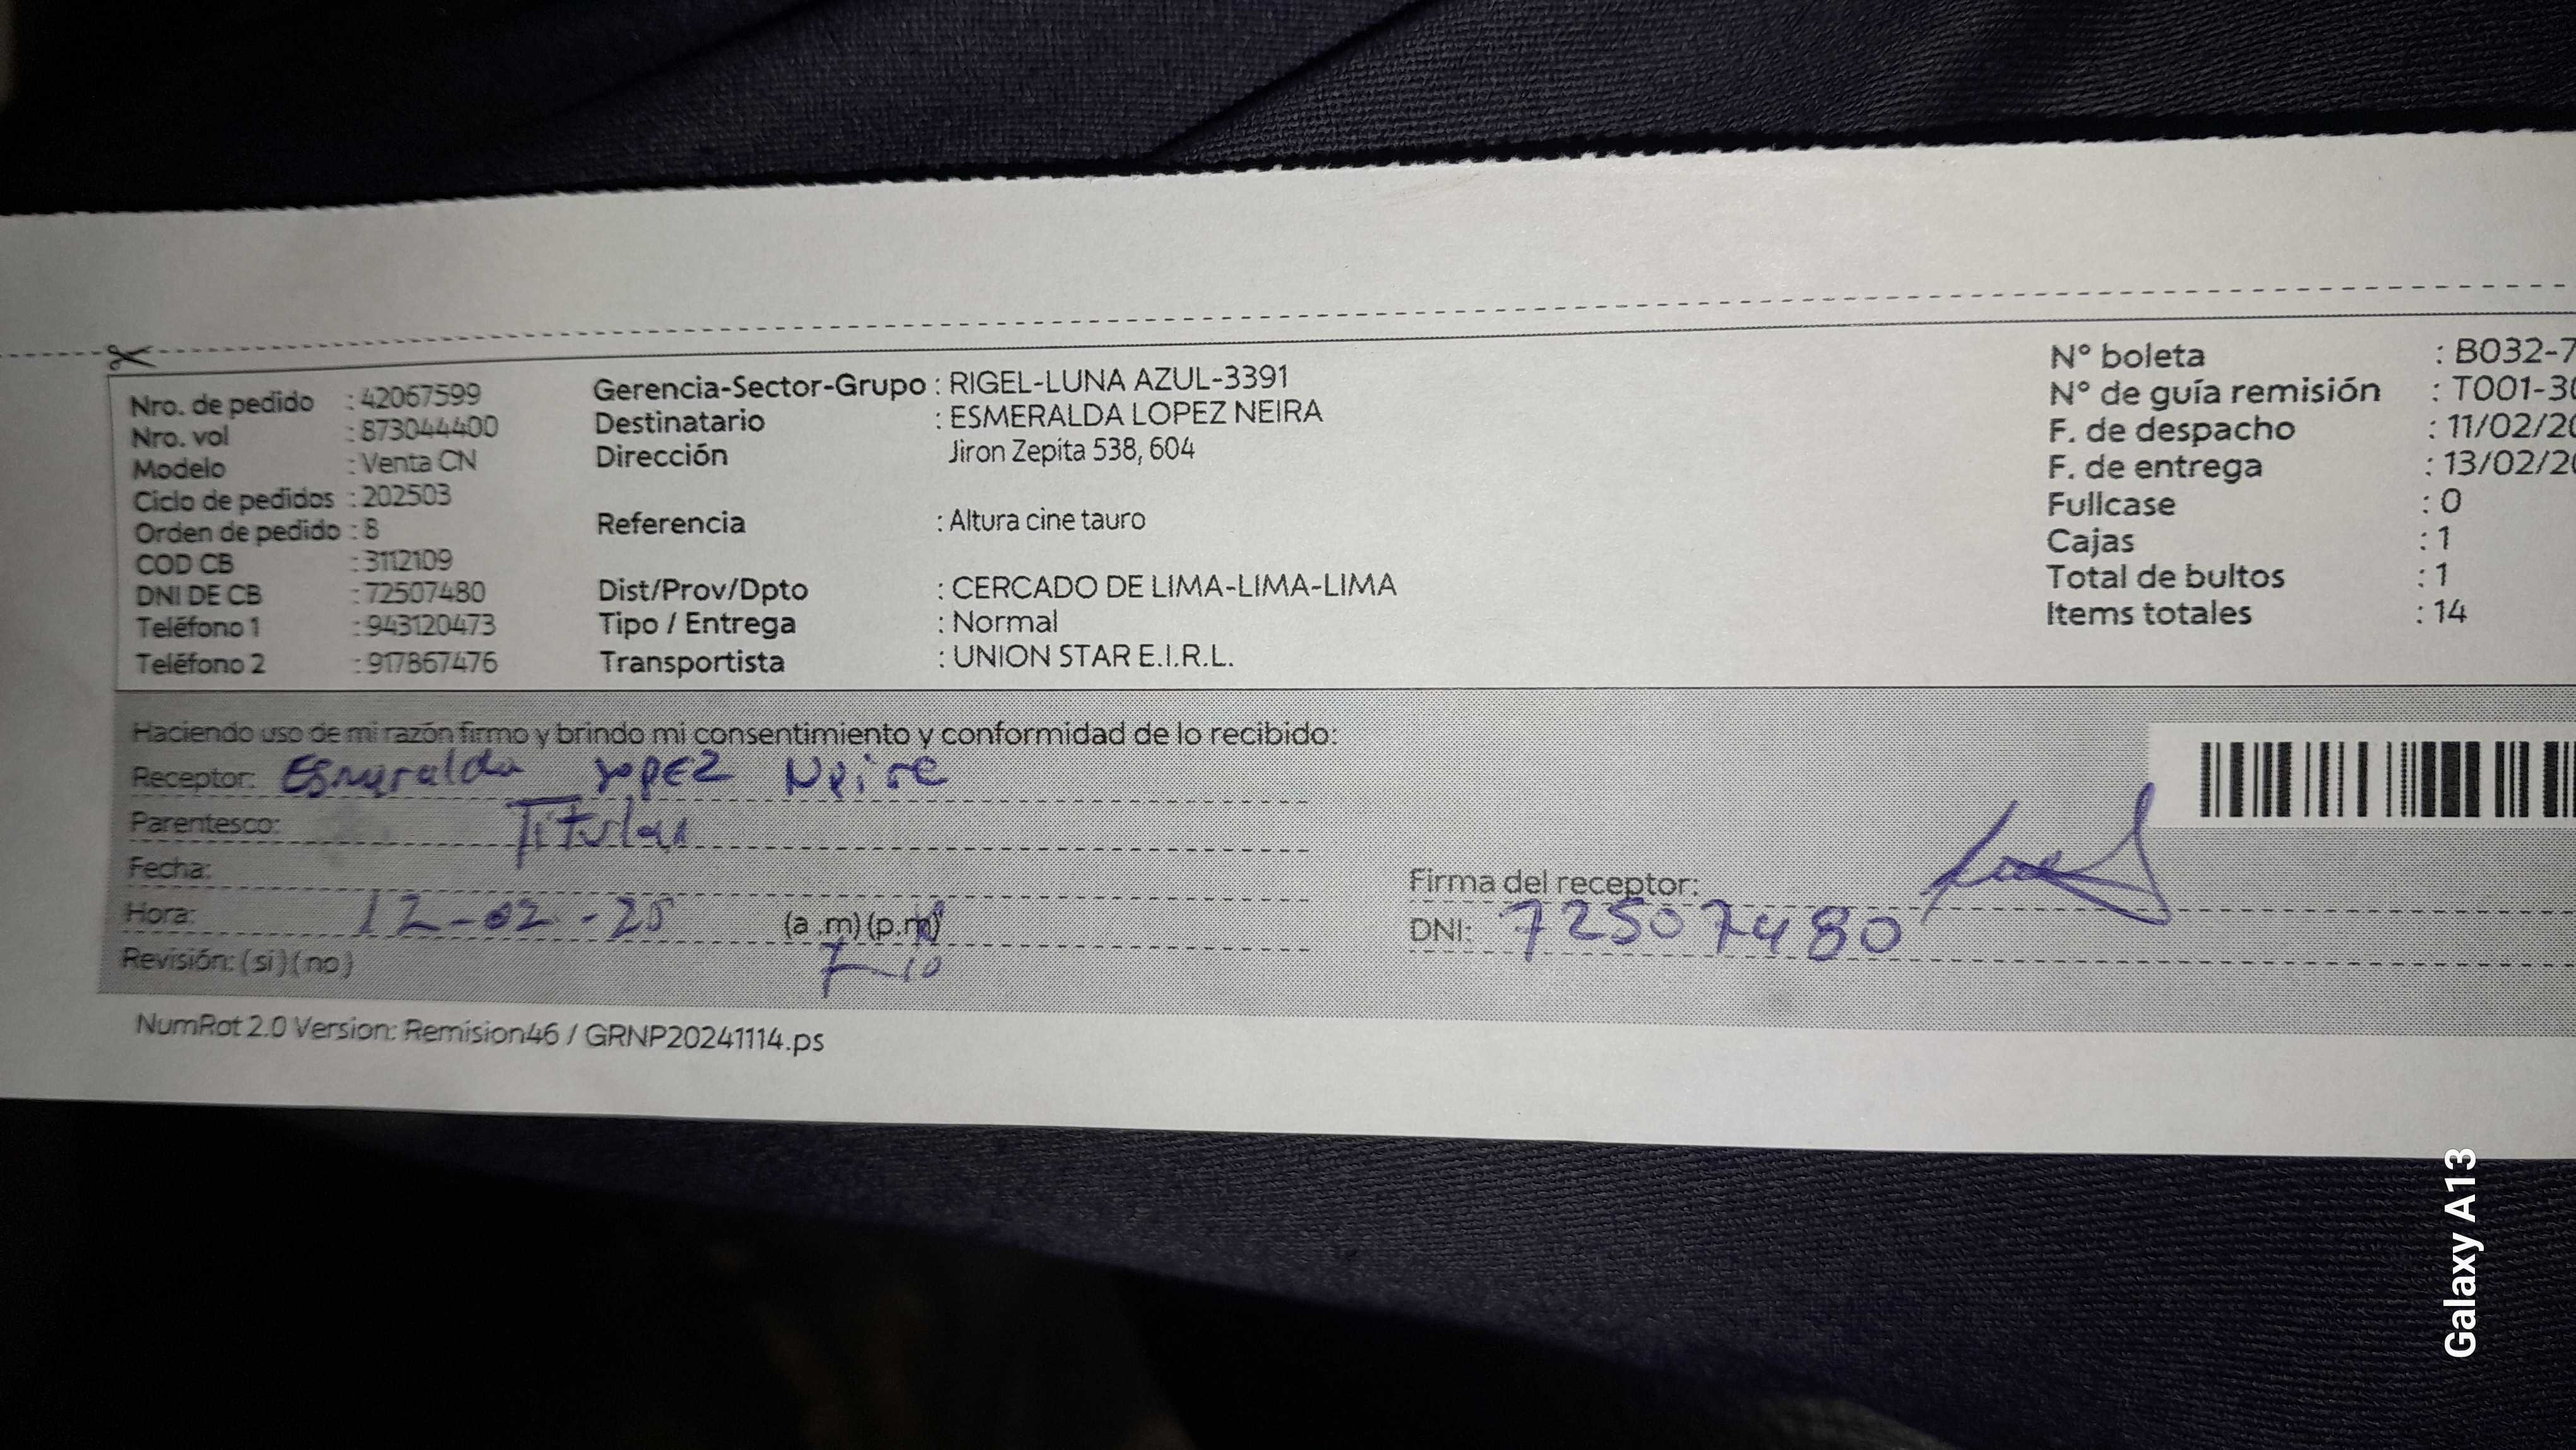 Nro. de pedido : 42067599
Nro. vol : 873044400
Modelo : Venta CN
Ciclo de pedidos : 202503
Orden de pedido : 8
COD CB : 3112109
DNI DE CB : 72507480
Teléfono 1 : 943120473
Teléfono 2 : 917867476
Gerencia-Sector-Grupo : RIGEL-LUNA AZUL-3391
Destinatario : ESMERALDA LOPEZ NEIRA
Dirección Jiron Zepita 538, 604
Referencia : Altura cine tauro
Dist/Prov/Dpto : CERCADO DE LIMA-LIMA-LIMA
Tipo / Entrega : Normal
Transportista : UNION STAR E.I.R.L.
N° boleta : B032-7
N° de guía remisión : T001-30
F. de despacho : 11/02/20
F. de entrega : 13/02/20
Fullcase : 0
Cajas : 1
Total de bultos : 1
Items totales : 14
Haciendo uso de mi razón firmo y brindo mi consentimiento y conformidad de lo recibido:
Receptor: Esmeralda Lopez Neira
Parentesco: Titular
Fecha:
Hora: 12-02-25 (a.m)(p.m)
7-10
Revisión: (si)(no)
Firma del receptor:
DNI: 72507480
NumRot 2.0 Version: Remision46 / GRNP20241114.ps
Galaxy A13